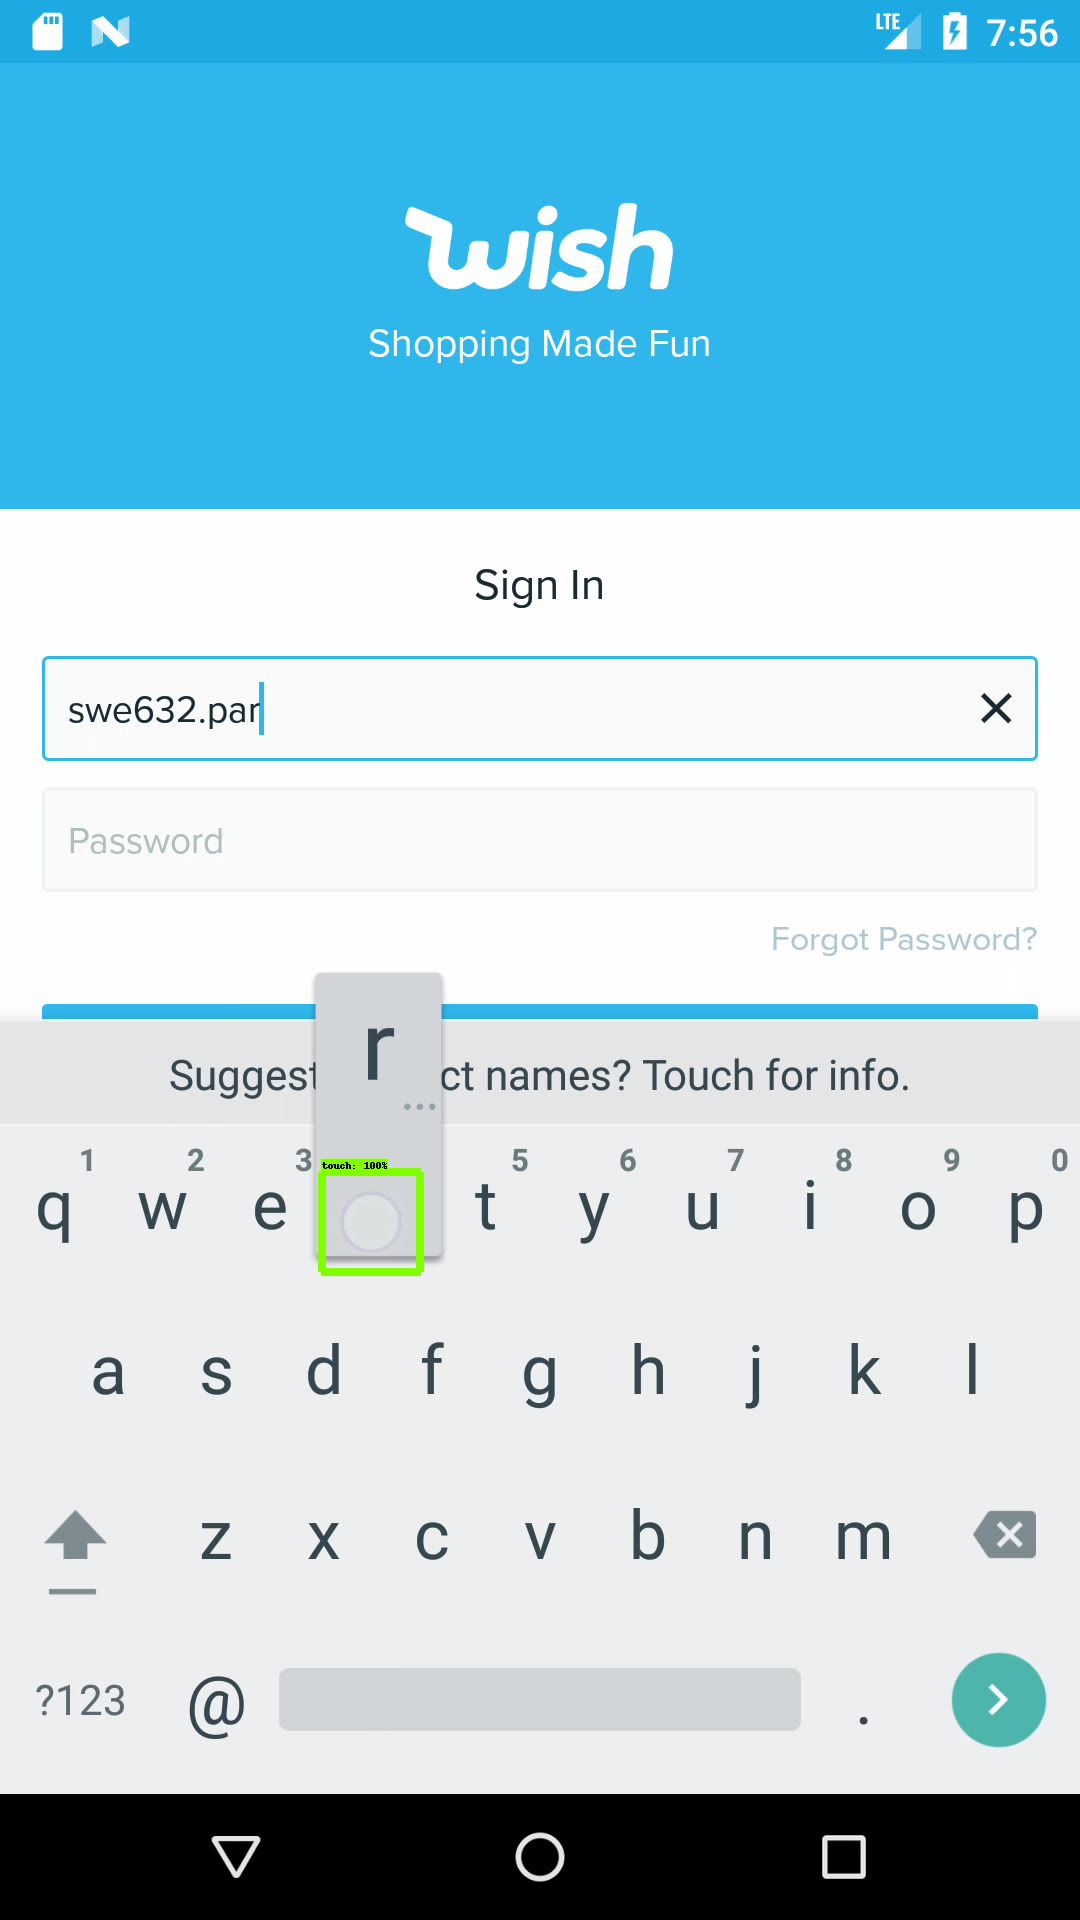 LTE 7:56
wish
Shopping Made Fun
Sign In
swe632.par
Password
Forgot Password?
r
Suggest ct names? Touch for info.
touch: 100%
1 2 3 5 6 7 8 9 0
q w e t y u i o p
a s d f g h j k l
z x c v b n m
?123 @ .